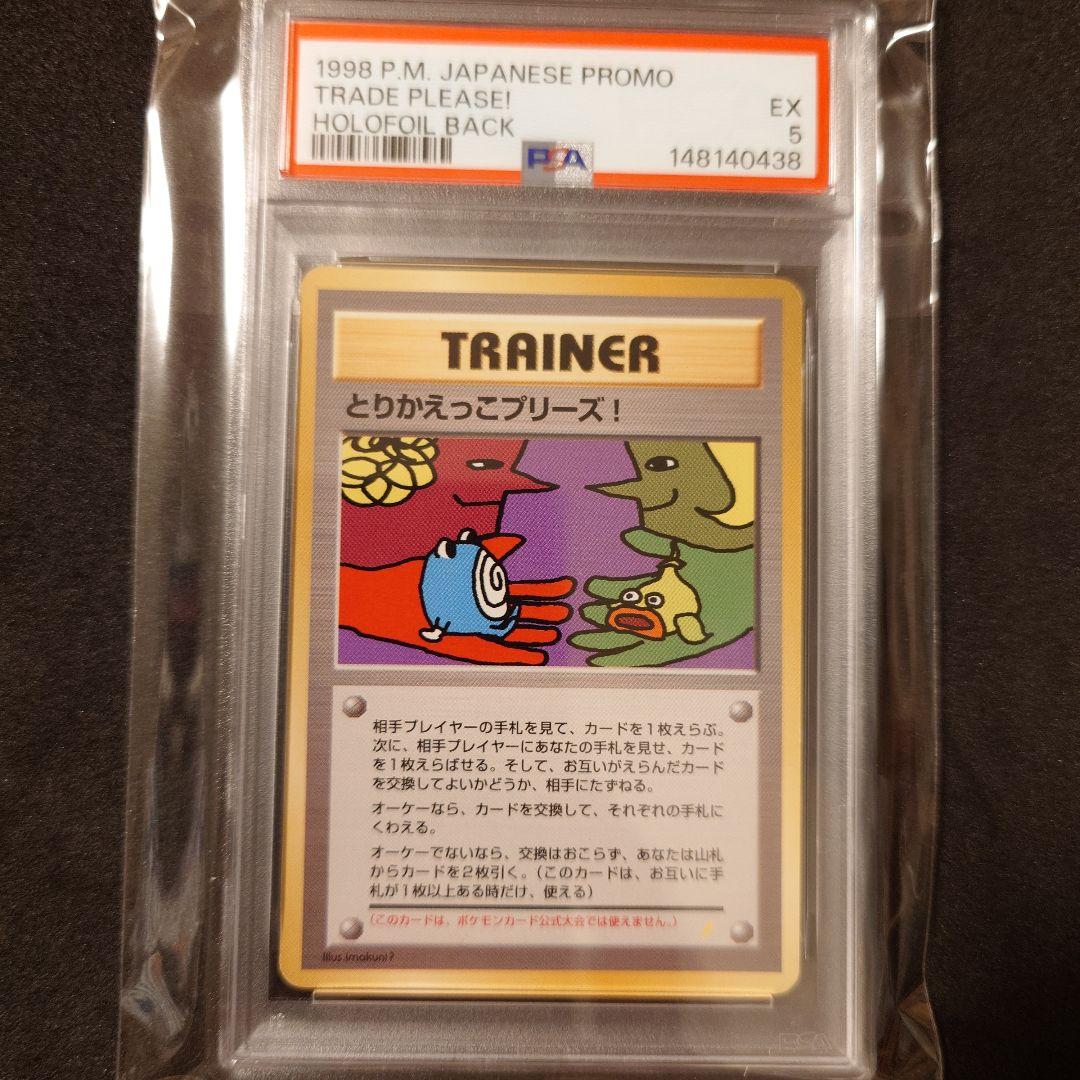 1998 P.M. JAPANESE PROMO
TRADE PLEASE!
EX
HOLOFOIL BACK
5
PSA
148140438
TRAINER
とりかえっこプリーズ！
相手プレイヤーの手札を見て、カードを1枚えらぶ。
次に、相手プレイヤーにあなたの手札を見せ、カード
を1枚えらばせる。そして、お互いがえらんだカード
を交換してよいかどうか、相手にたずねる。
オーケーなら、カードを交換して、それぞれの手札に
くわえる。
オーケーでないなら、交換はおこらず、あなたは山札
からカードを2枚引く。（このカードは、お互いに手
札が1枚以上ある時だけ、使える）
（このカードは、ポケモンカード公式大会では使えません。）
Illus.imakuni?
PSA